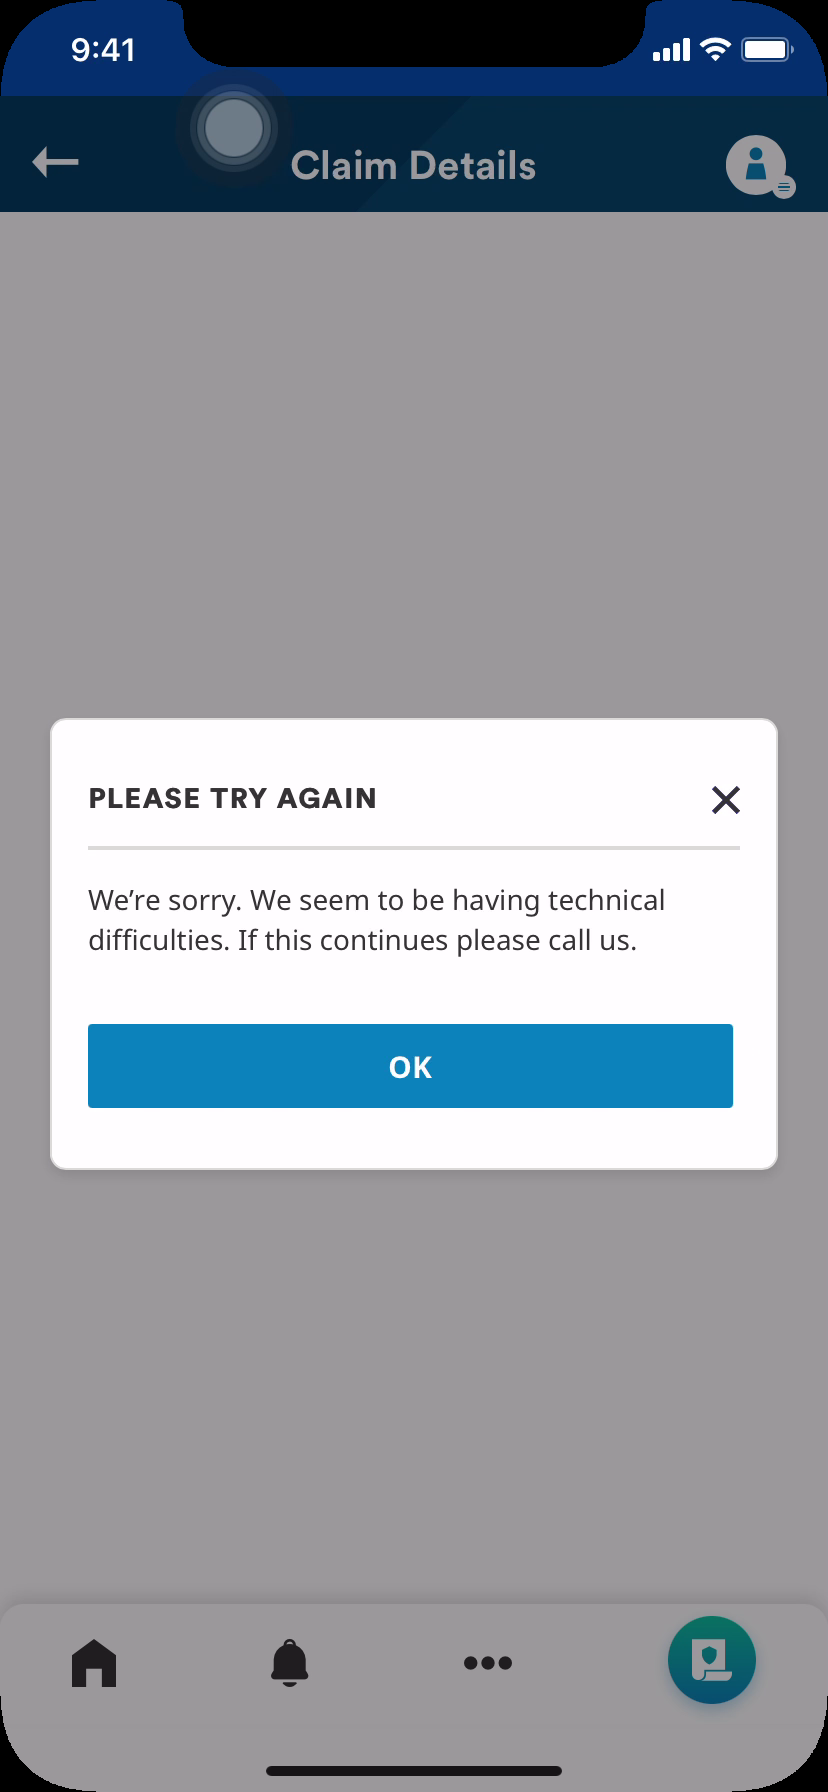 9:41
Claim Details
PLEASE TRY AGAIN
We’re sorry. We seem to be having technical
difficulties. If this continues please call us.
OK